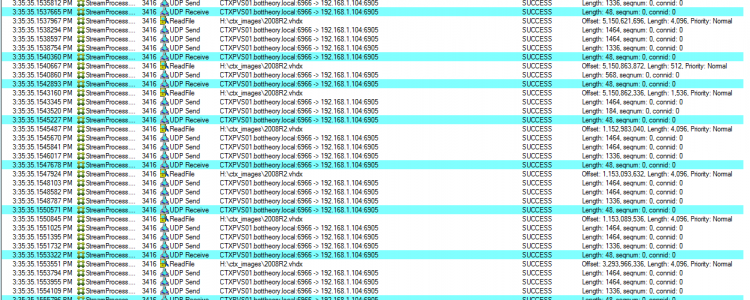 3:35:35.1535812 PM StreamProcess.... 3416 UDP Send CTXPVS01.bottheory.local:6966 -> 192.168.1.104:6905 SUCCESS Length: 1336, seqnum: 0, connid: 0
3:35:35.1537665 PM StreamProcess.... 3416 UDP Receive CTXPVS01.bottheory.local:6966 -> 192.168.1.104:6905 SUCCESS Length: 48, seqnum: 0, connid: 0
3:35:35.1537967 PM StreamProcess.... 3416 ReadFile H:\ctx_images\2008R2.vhdx SUCCESS Offset: 5,150,621,696, Length: 4,096, Priority: Normal
3:35:35.1538294 PM StreamProcess.... 3416 UDP Send CTXPVS01.bottheory.local:6966 -> 192.168.1.104:6905 SUCCESS Length: 1464, seqnum: 0, connid: 0
3:35:35.1538597 PM StreamProcess.... 3416 UDP Send CTXPVS01.bottheory.local:6966 -> 192.168.1.104:6905 SUCCESS Length: 1464, seqnum: 0, connid: 0
3:35:35.1538754 PM StreamProcess.... 3416 UDP Send CTXPVS01.bottheory.local:6966 -> 192.168.1.104:6905 SUCCESS Length: 1336, seqnum: 0, connid: 0
3:35:35.1540360 PM StreamProcess.... 3416 UDP Receive CTXPVS01.bottheory.local:6966 -> 192.168.1.104:6905 SUCCESS Length: 48, seqnum: 0, connid: 0
3:35:35.1540667 PM StreamProcess.... 3416 ReadFile H:\ctx_images\2008R2.vhdx SUCCESS Offset: 5,150,863,872, Length: 512, Priority: Normal
3:35:35.1540860 PM StreamProcess.... 3416 UDP Send CTXPVS01.bottheory.local:6966 -> 192.168.1.104:6905 SUCCESS Length: 568, seqnum: 0, connid: 0
3:35:35.1542893 PM StreamProcess.... 3416 UDP Receive CTXPVS01.bottheory.local:6966 -> 192.168.1.104:6905 SUCCESS Length: 48, seqnum: 0, connid: 0
3:35:35.1543160 PM StreamProcess.... 3416 ReadFile H:\ctx_images\2008R2.vhdx SUCCESS Offset: 5,150,862,336, Length: 1,536, Priority: Normal
3:35:35.1543345 PM StreamProcess.... 3416 UDP Send CTXPVS01.bottheory.local:6966 -> 192.168.1.104:6905 SUCCESS Length: 1464, seqnum: 0, connid: 0
3:35:35.1543520 PM StreamProcess.... 3416 UDP Send CTXPVS01.bottheory.local:6966 -> 192.168.1.104:6905 SUCCESS Length: 184, seqnum: 0, connid: 0
3:35:35.1545227 PM StreamProcess.... 3416 UDP Receive CTXPVS01.bottheory.local:6966 -> 192.168.1.104:6905 SUCCESS Length: 48, seqnum: 0, connid: 0
3:35:35.1545487 PM StreamProcess.... 3416 ReadFile H:\ctx_images\2008R2.vhdx SUCCESS Offset: 1,152,983,040, Length: 4,096, Priority: Normal
3:35:35.1545670 PM StreamProcess.... 3416 UDP Send CTXPVS01.bottheory.local:6966 -> 192.168.1.104:6905 SUCCESS Length: 1464, seqnum: 0, connid: 0
3:35:35.1545841 PM StreamProcess.... 3416 UDP Send CTXPVS01.bottheory.local:6966 -> 192.168.1.104:6905 SUCCESS Length: 1464, seqnum: 0, connid: 0
3:35:35.1546017 PM StreamProcess.... 3416 UDP Send CTXPVS01.bottheory.local:6966 -> 192.168.1.104:6905 SUCCESS Length: 1336, seqnum: 0, connid: 0
3:35:35.1547678 PM StreamProcess.... 3416 UDP Receive CTXPVS01.bottheory.local:6966 -> 192.168.1.104:6905 SUCCESS Length: 48, seqnum: 0, connid: 0
3:35:35.1547924 PM StreamProcess.... 3416 ReadFile H:\ctx_images\2008R2.vhdx SUCCESS Offset: 1,153,093,632, Length: 4,096, Priority: Normal
3:35:35.1548103 PM StreamProcess.... 3416 UDP Send CTXPVS01.bottheory.local:6966 -> 192.168.1.104:6905 SUCCESS Length: 1464, seqnum: 0, connid: 0
3:35:35.1548582 PM StreamProcess.... 3416 UDP Send CTXPVS01.bottheory.local:6966 -> 192.168.1.104:6905 SUCCESS Length: 1464, seqnum: 0, connid: 0
3:35:35.1548787 PM StreamProcess.... 3416 UDP Send CTXPVS01.bottheory.local:6966 -> 192.168.1.104:6905 SUCCESS Length: 1336, seqnum: 0, connid: 0
3:35:35.1550571 PM StreamProcess.... 3416 UDP Receive CTXPVS01.bottheory.local:6966 -> 192.168.1.104:6905 SUCCESS Length: 48, seqnum: 0, connid: 0
3:35:35.1550845 PM StreamProcess.... 3416 ReadFile H:\ctx_images\2008R2.vhdx SUCCESS Offset: 1,153,089,536, Length: 4,096, Priority: Normal
3:35:35.1551025 PM StreamProcess.... 3416 UDP Send CTXPVS01.bottheory.local:6966 -> 192.168.1.104:6905 SUCCESS Length: 1464, seqnum: 0, connid: 0
3:35:35.1551395 PM StreamProcess.... 3416 UDP Send CTXPVS01.bottheory.local:6966 -> 192.168.1.104:6905 SUCCESS Length: 1464, seqnum: 0, connid: 0
3:35:35.1551732 PM StreamProcess.... 3416 UDP Send CTXPVS01.bottheory.local:6966 -> 192.168.1.104:6905 SUCCESS Length: 1336, seqnum: 0, connid: 0
3:35:35.1553322 PM StreamProcess.... 3416 UDP Receive CTXPVS01.bottheory.local:6966 -> 192.168.1.104:6905 SUCCESS Length: 48, seqnum: 0, connid: 0
3:35:35.1553551 PM StreamProcess.... 3416 ReadFile H:\ctx_images\2008R2.vhdx SUCCESS Offset: 3,293,966,336, Length: 4,096, Priority: Normal
3:35:35.1553794 PM StreamProcess.... 3416 UDP Send CTXPVS01.bottheory.local:6966 -> 192.168.1.104:6905 SUCCESS Length: 1464, seqnum: 0, connid: 0
3:35:35.1553955 PM StreamProcess.... 3416 UDP Send CTXPVS01.bottheory.local:6966 -> 192.168.1.104:6905 SUCCESS Length: 1464, seqnum: 0, connid: 0
3:35:35.1554109 PM StreamProcess.... 3416 UDP Send CTXPVS01.bottheory.local:6966 -> 192.168.1.104:6905 SUCCESS Length: 1336, seqnum: 0, connid: 0